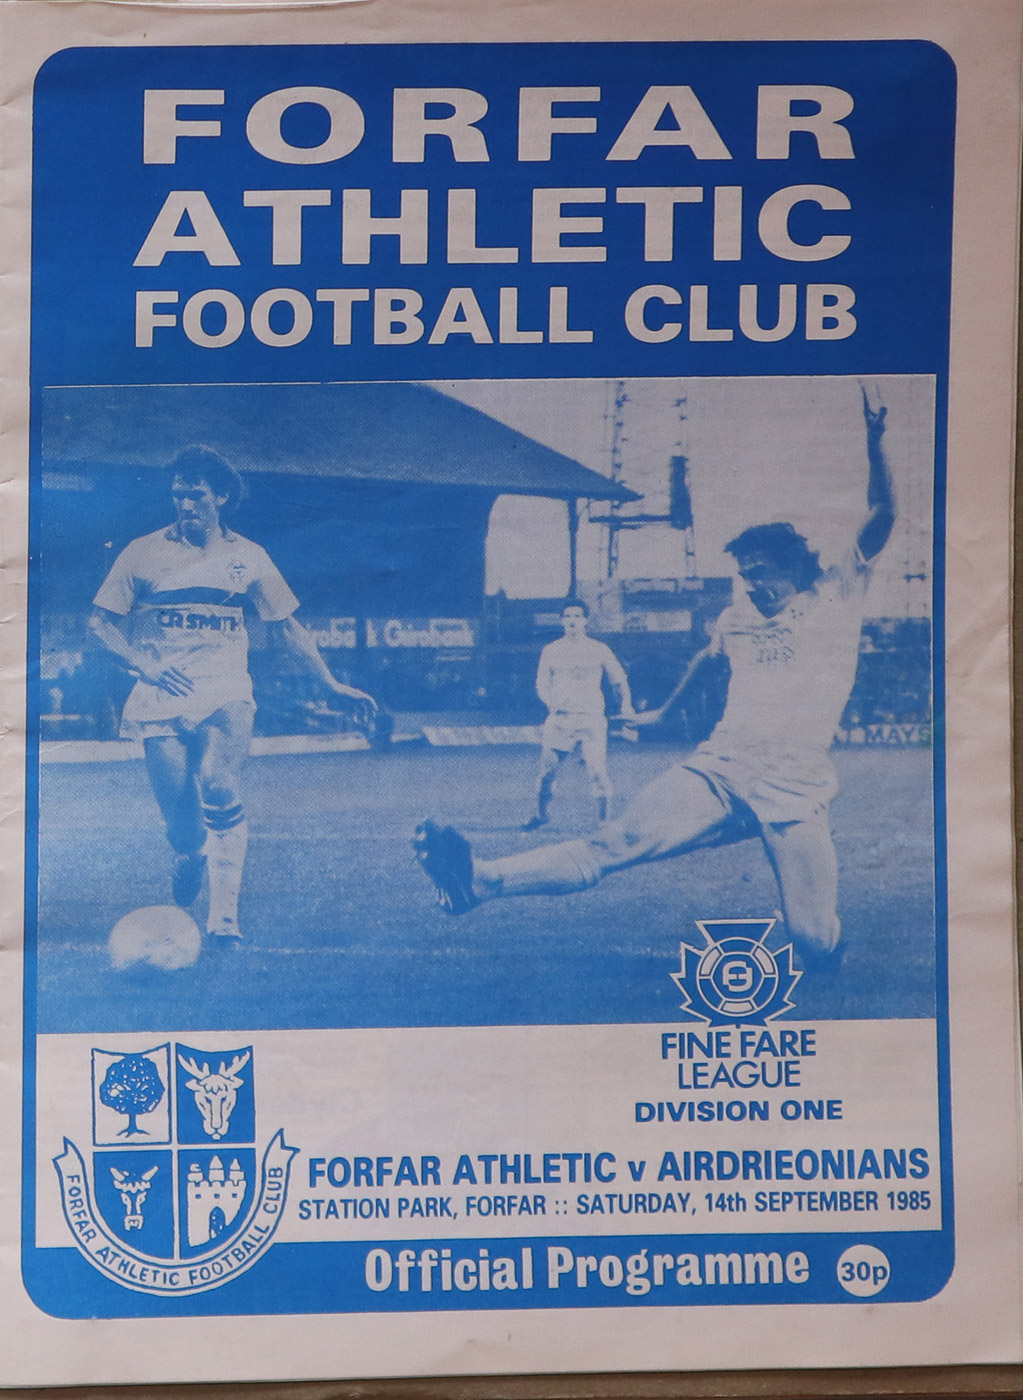 FORFAR
ATHLETIC
FOOTBALL CLUB
CR SMITH
Girobank
MAYS
FINE FARE
LEAGUE
DIVISION ONE
FORFAR ATHLETIC v AIRDRIEONIANS
STATION PARK, FORFAR :: SATURDAY, 14th SEPTEMBER 1985
FORFAR ATHLETIC FOOTBALL CLUB
Official Programme 30p